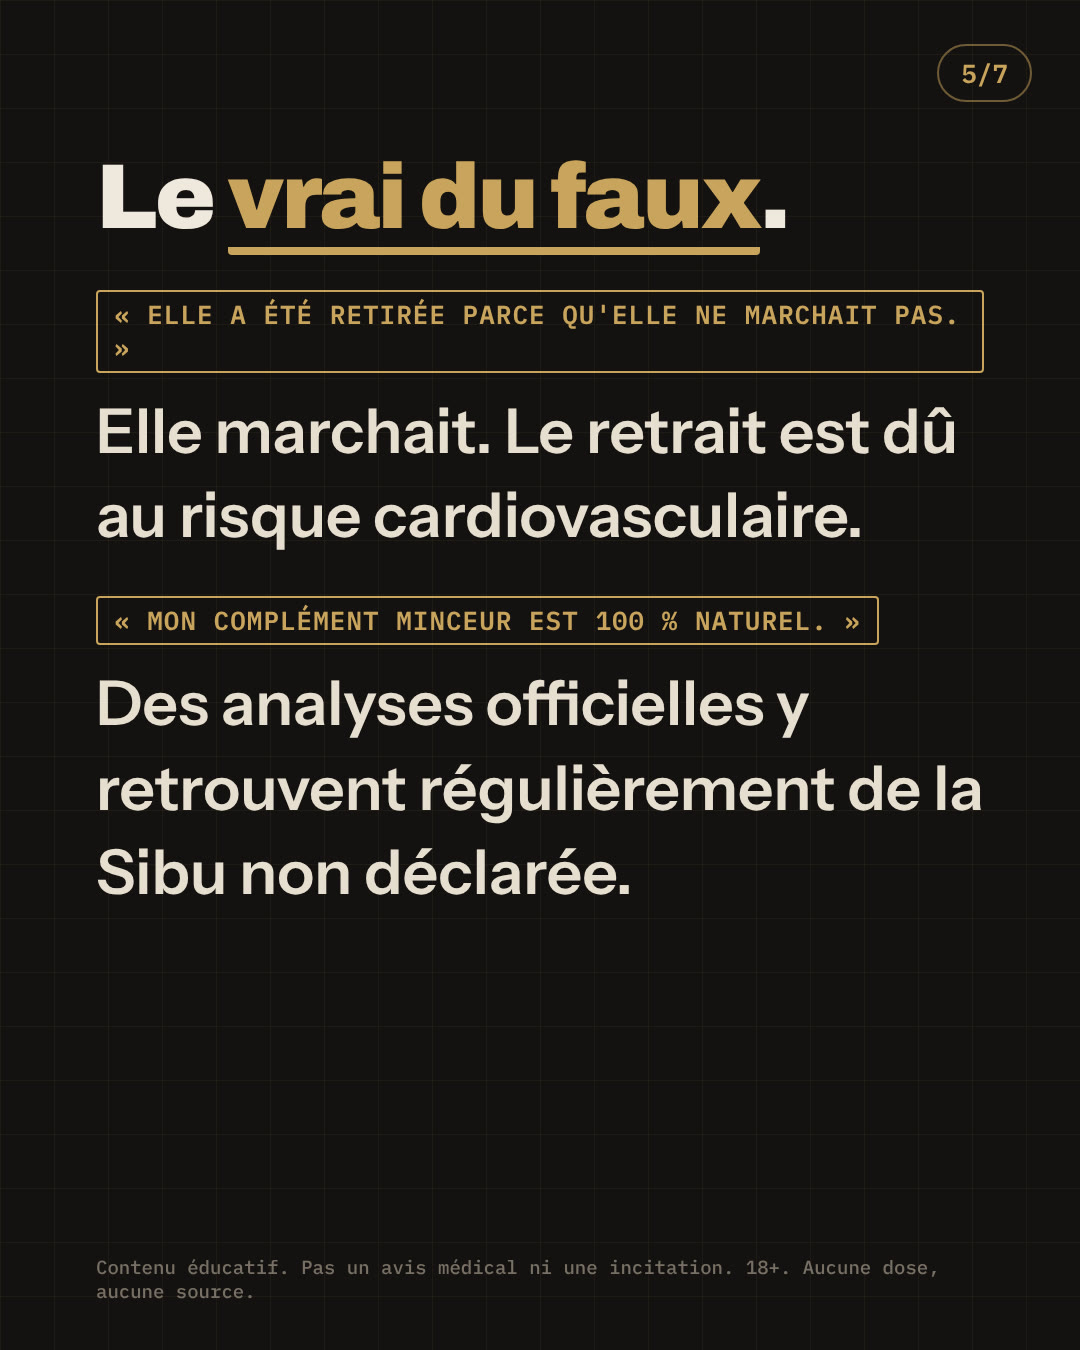 5/7
Le vrai du faux.
« ELLE A ÉTÉ RETIRÉE PARCE QU'ELLE NE MARCHAIT PAS.
»
Elle marchait. Le retrait est dû
au risque cardiovasculaire.
« MON COMPLÉMENT MINCEUR EST 100 % NATUREL. »
Des analyses officielles y
retrouvent régulièrement de la
Sibu non déclarée.
Contenu éducatif. Pas un avis médical ni une incitation. 18+. Aucune dose,
aucune source.